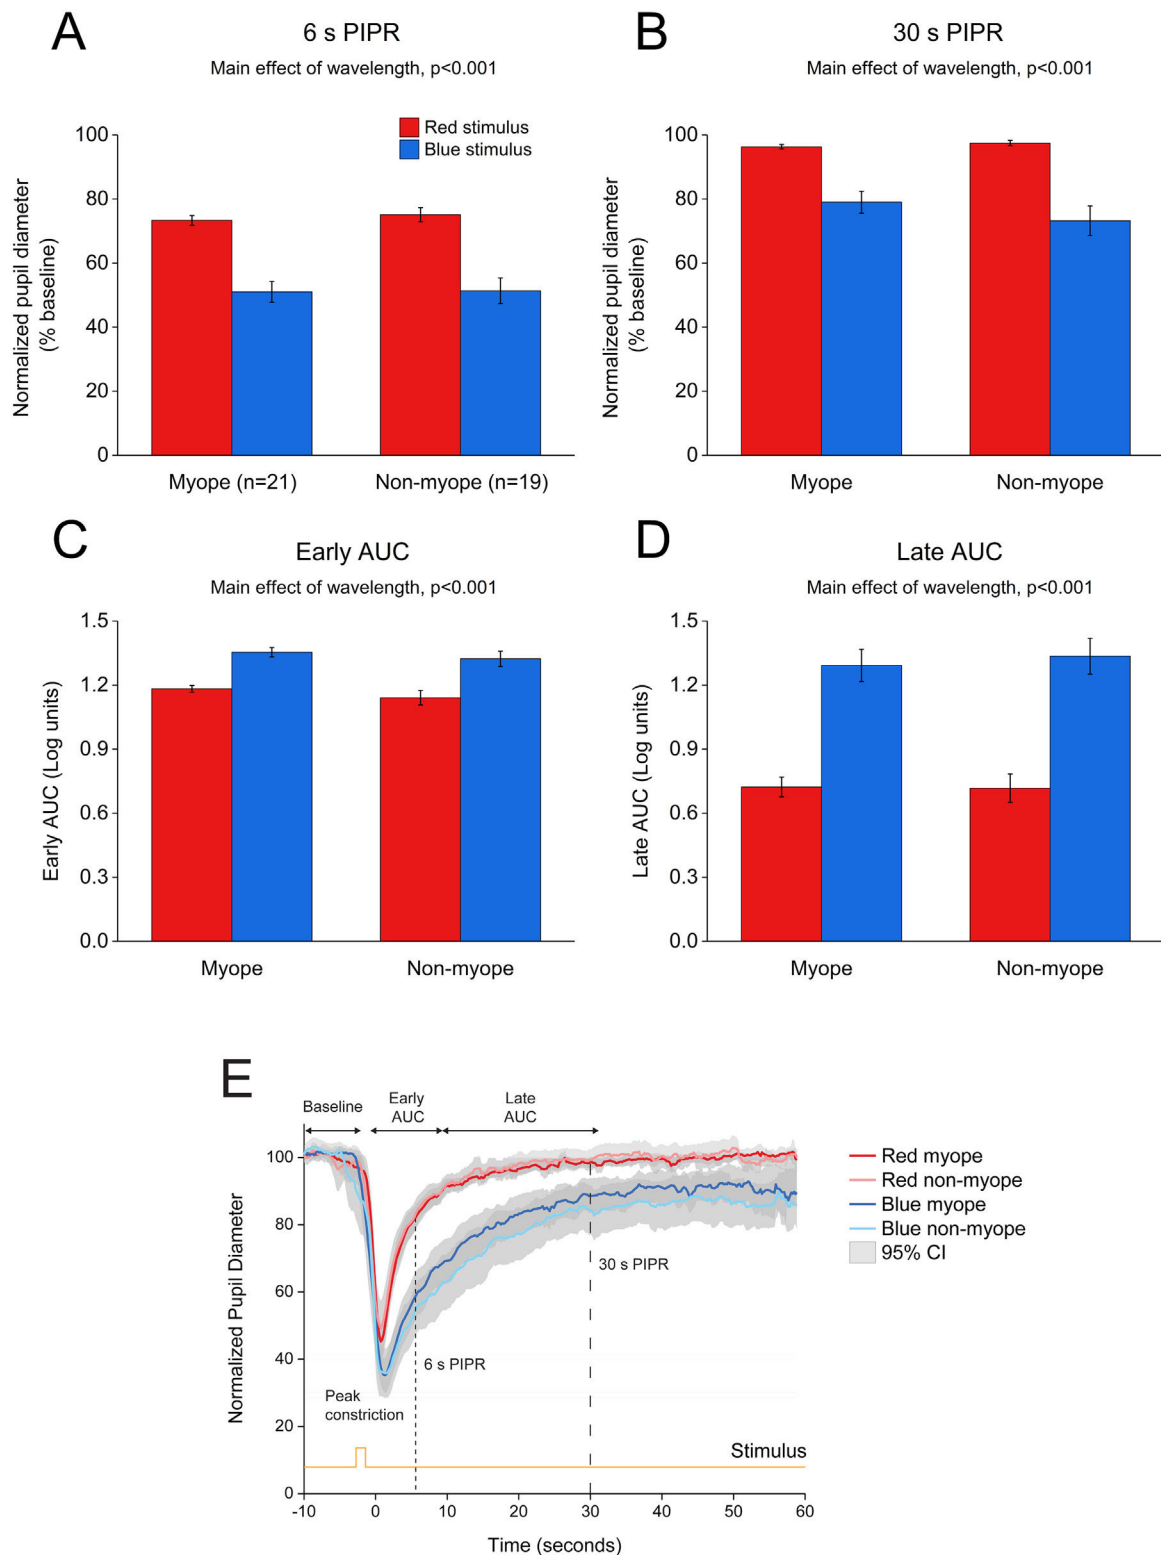 A
6 s PIPR
Main effect of wavelength, p<0.001
Red stimulus
Blue stimulus
Normalized pupil diameter
(% baseline)
100
80
60
40
20
0
Myope (n=21)
Non-myope (n=19)
B
30 s PIPR
Main effect of wavelength, p<0.001
Normalized pupil diameter
(% baseline)
100
80
60
40
20
0
Myope
Non-myope
C
Early AUC
Main effect of wavelength, p<0.001
Early AUC (Log units)
1.5
1.2
0.9
0.6
0.3
0.0
Myope
Non-myope
D
Late AUC
Main effect of wavelength, p<0.001
Late AUC (Log units)
1.5
1.2
0.9
0.6
0.3
0.0
Myope
Non-myope
E
Baseline
Early
AUC
Late
AUC
Normalized Pupil Diameter
100
80
60
40
20
0
30 s PIPR
6 s PIPR
Peak
constriction
Stimulus
-10
0
10
20
30
40
50
60
Time (seconds)
Red myope
Red non-myope
Blue myope
Blue non-myope
95% CI